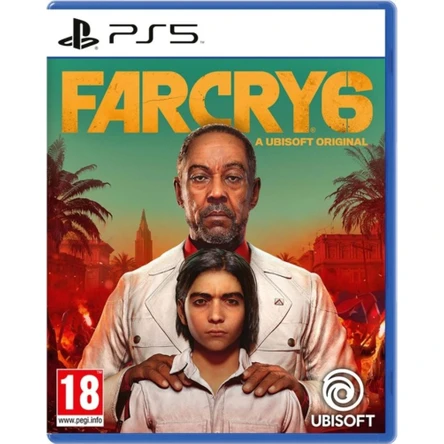 PS5
FARCRY6
A UBISOFT ORIGINAL
18
www.pegi.info
UBISOFT